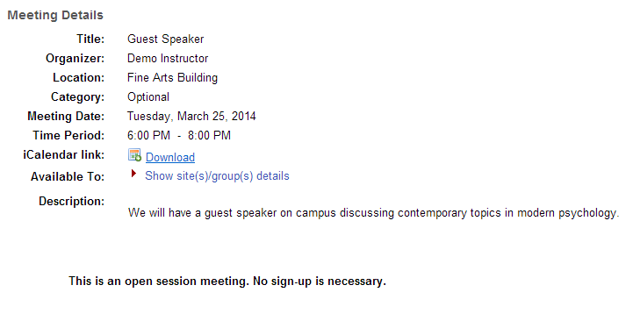 Meeting Details
Title: Guest Speaker
Organizer: Demo Instructor
Location: Fine Arts Building
Category: Optional
Meeting Date: Tuesday, March 25, 2014
Time Period: 6:00 PM - 8:00 PM
iCalendar link: Download
Available To: Show site(s)/group(s) details
Description:
We will have a guest speaker on campus discussing contemporary topics in modern psychology.
This is an open session meeting. No sign-up is necessary.